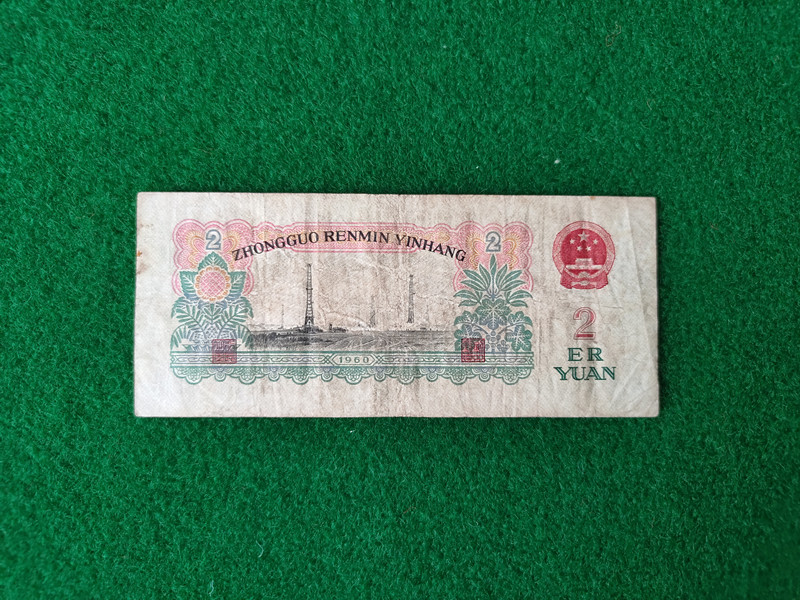 2 2
ZHONGGUO RENMIN YINHANG
1960
2
ER
YUAN